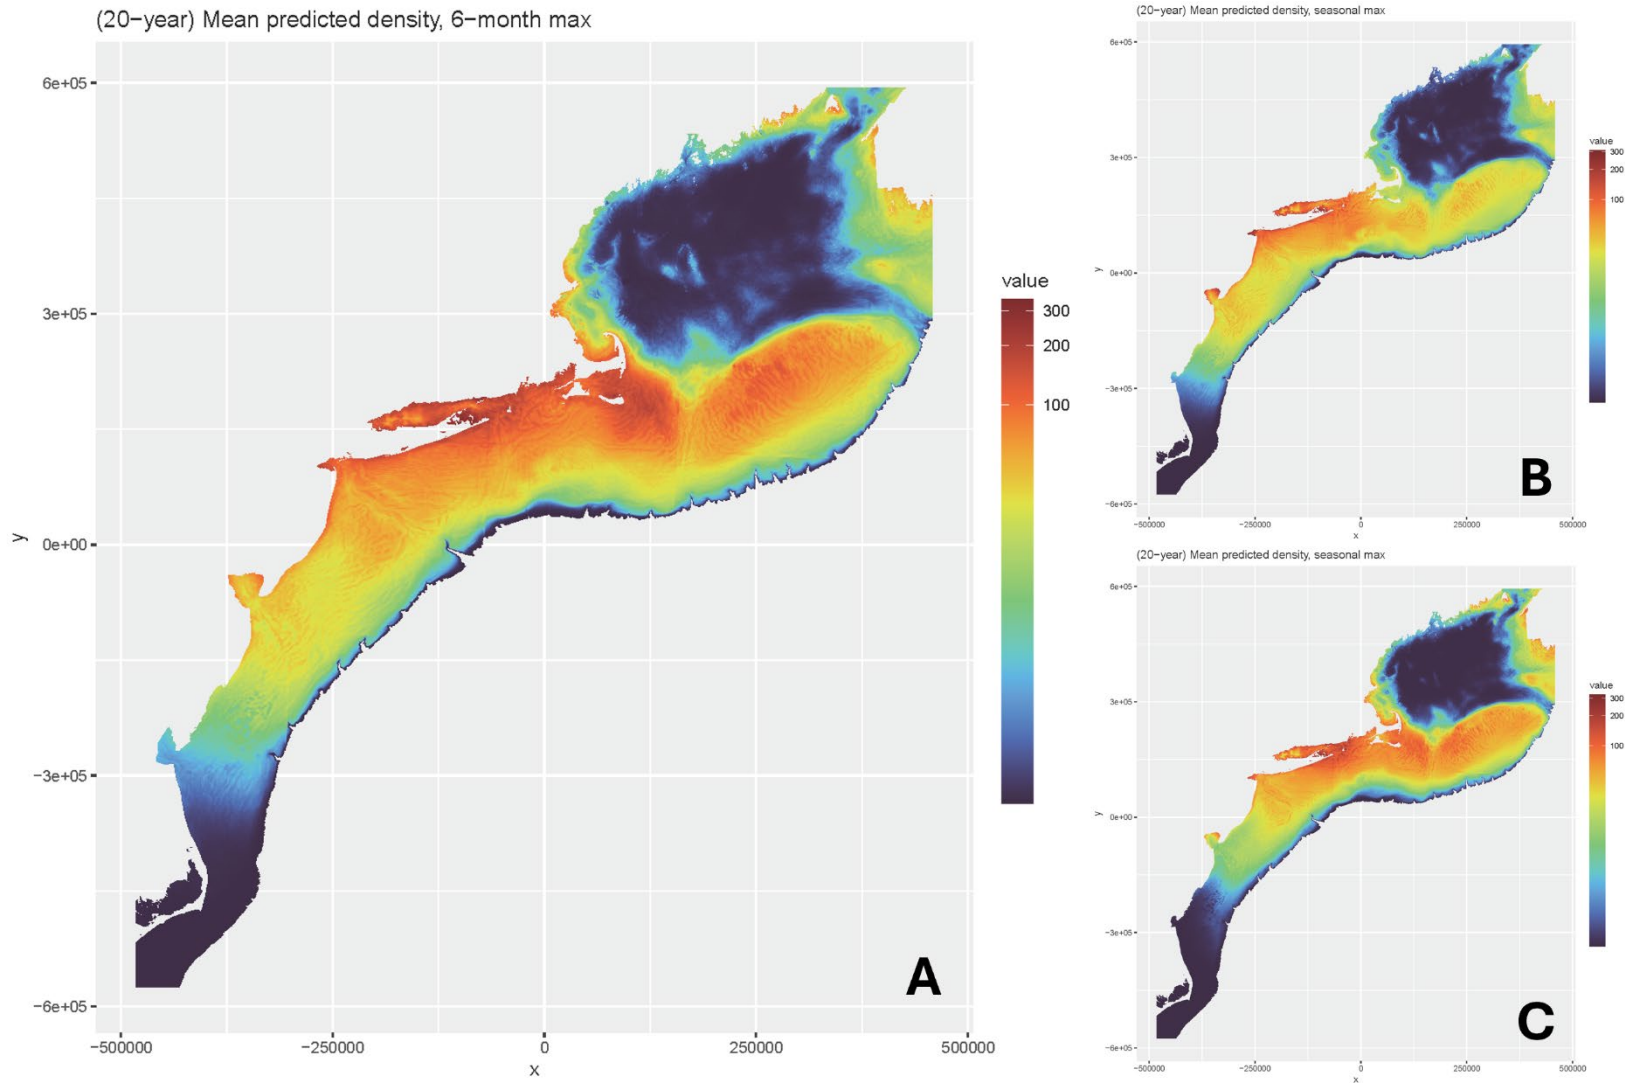 (20−year) Mean predicted density, 6−month max
6e+05
3e+05
0e+00
−3e+05
−6e+05
y
−500000
−250000
0
250000
500000
x
value
300
200
100
A
(20−year) Mean predicted density, seasonal max
6e+05
3e+05
0e+00
−3e+05
−6e+05
y
−500000
−250000
0
250000
500000
x
value
300
200
100
B
(20−year) Mean predicted density, seasonal max
6e+05
3e+05
0e+00
−3e+05
−6e+05
y
−500000
−250000
0
250000
500000
x
value
300
200
100
C